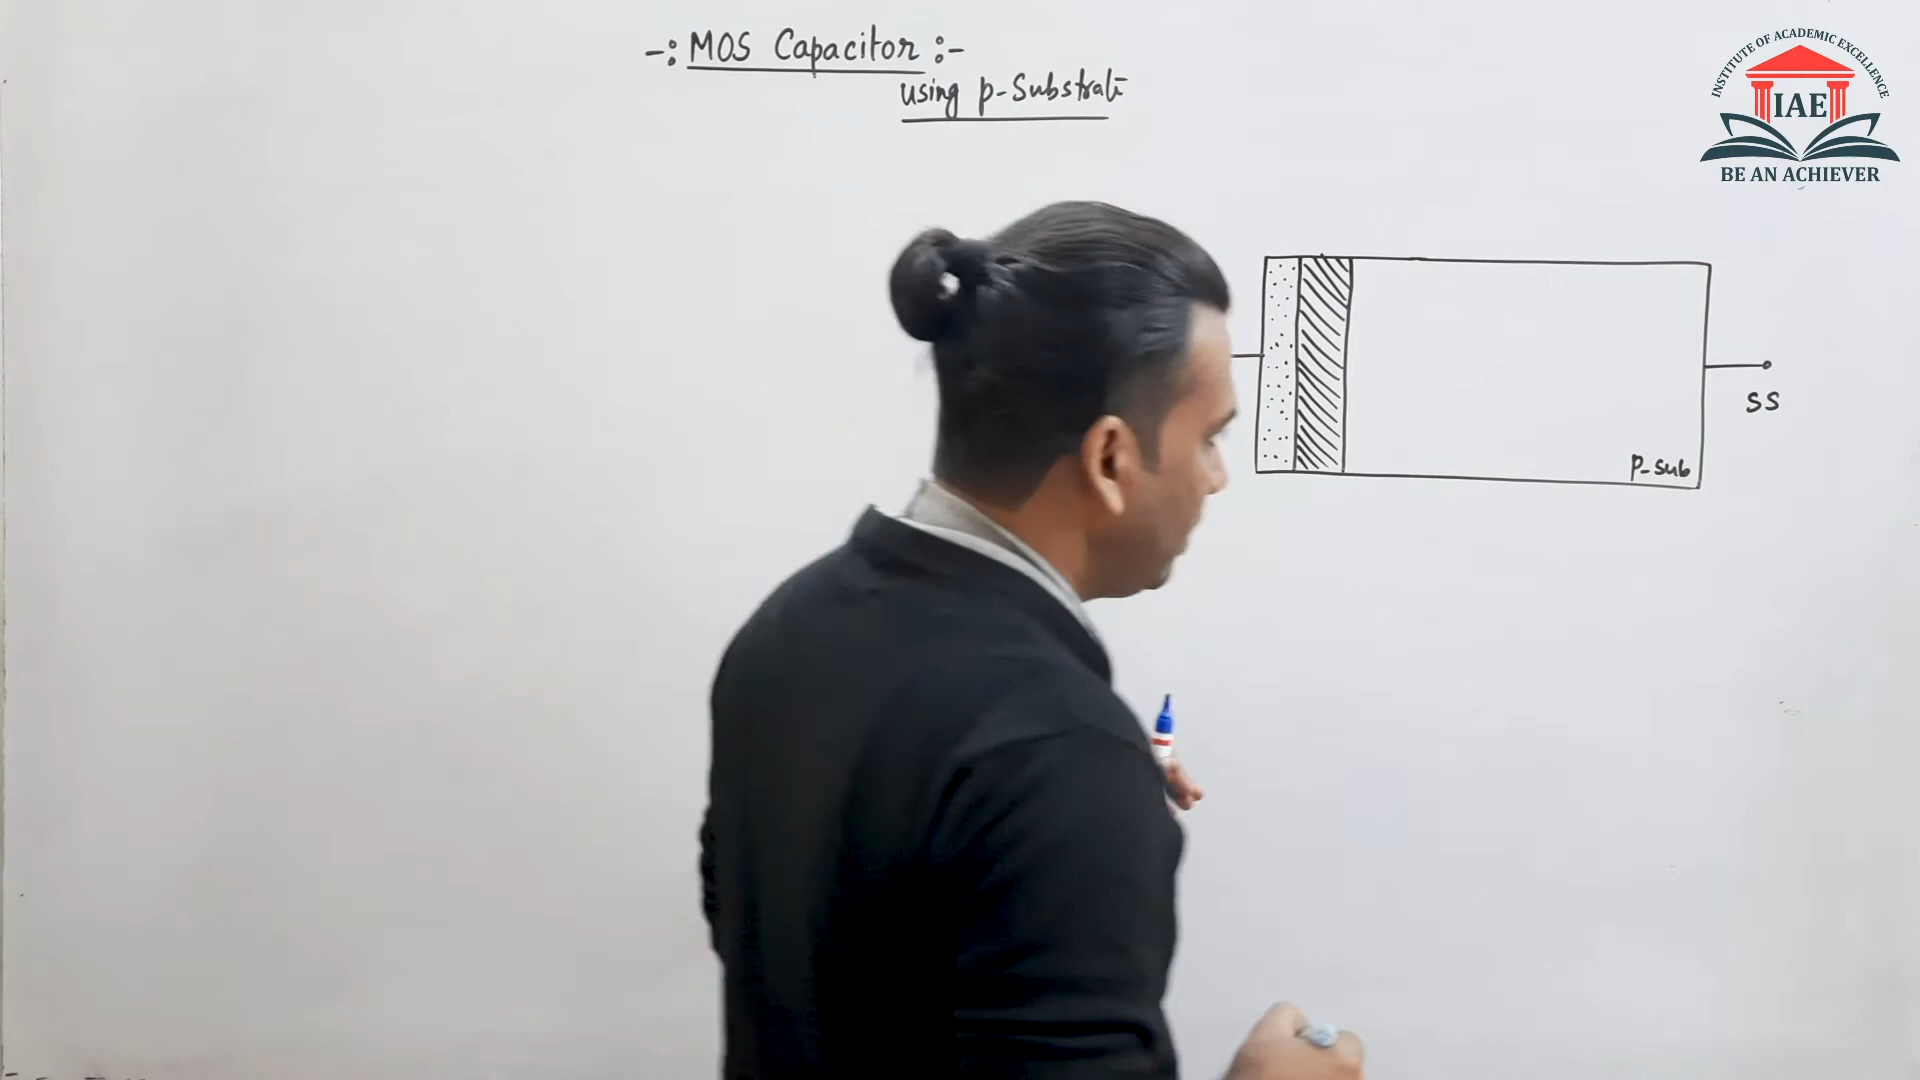 -: MOS Capacitor :-
using p-Substrate
INSTITUTE OF ACADEMIC EXCELLENCE
IAE
BE AN ACHIEVER
SS
P-sub